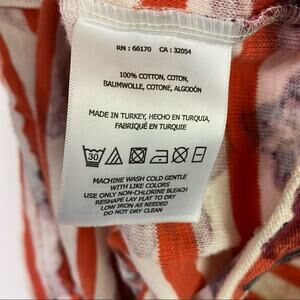 RN : 66170 CA : 32054
100% COTTON, COTON,
BAUMWOLLE, COTONE, ALGODÓN
MADE IN TURKEY, HECHO EN TURQUIA,
FABRIQUÉ EN TURQUIE
30
MACHINE WASH COLD GENTLE
WITH LIKE COLORS
USE ONLY NON-CHLORINE BLEACH
RESHAPE LAY FLAT TO DRY
LOW IRON AS NEEDED
DO NOT DRY CLEAN